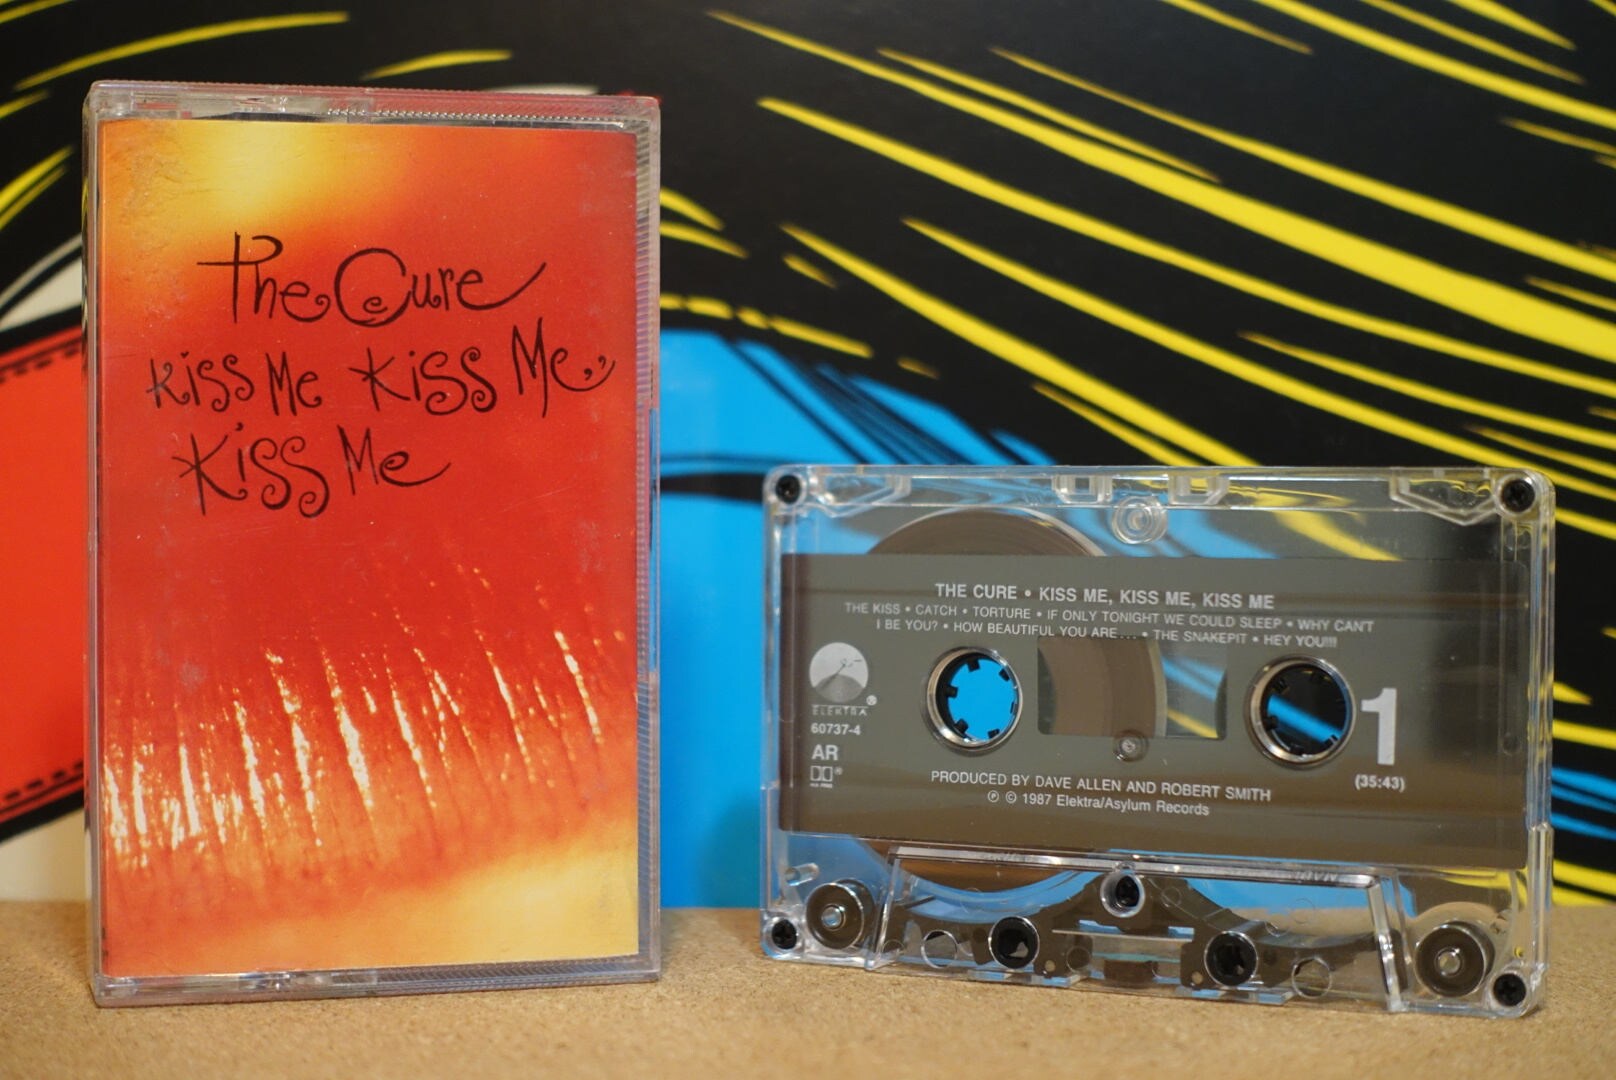 The Cure
Kiss Me Kiss Me,,
Kiss Me
THE CURE • KISS ME, KISS ME, KISS ME
THE KISS • CATCH • TORTURE • IF ONLY TONIGHT WE COULD SLEEP • WHY CAN'T
I BE YOU? • HOW BEAUTIFUL YOU ARE... • THE SNAKEPIT • HEY YOU!!!
ELEKTRA®
60737-4
AR
1
(35:43)
PRODUCED BY DAVE ALLEN AND ROBERT SMITH
℗ © 1987 Elektra/Asylum Records